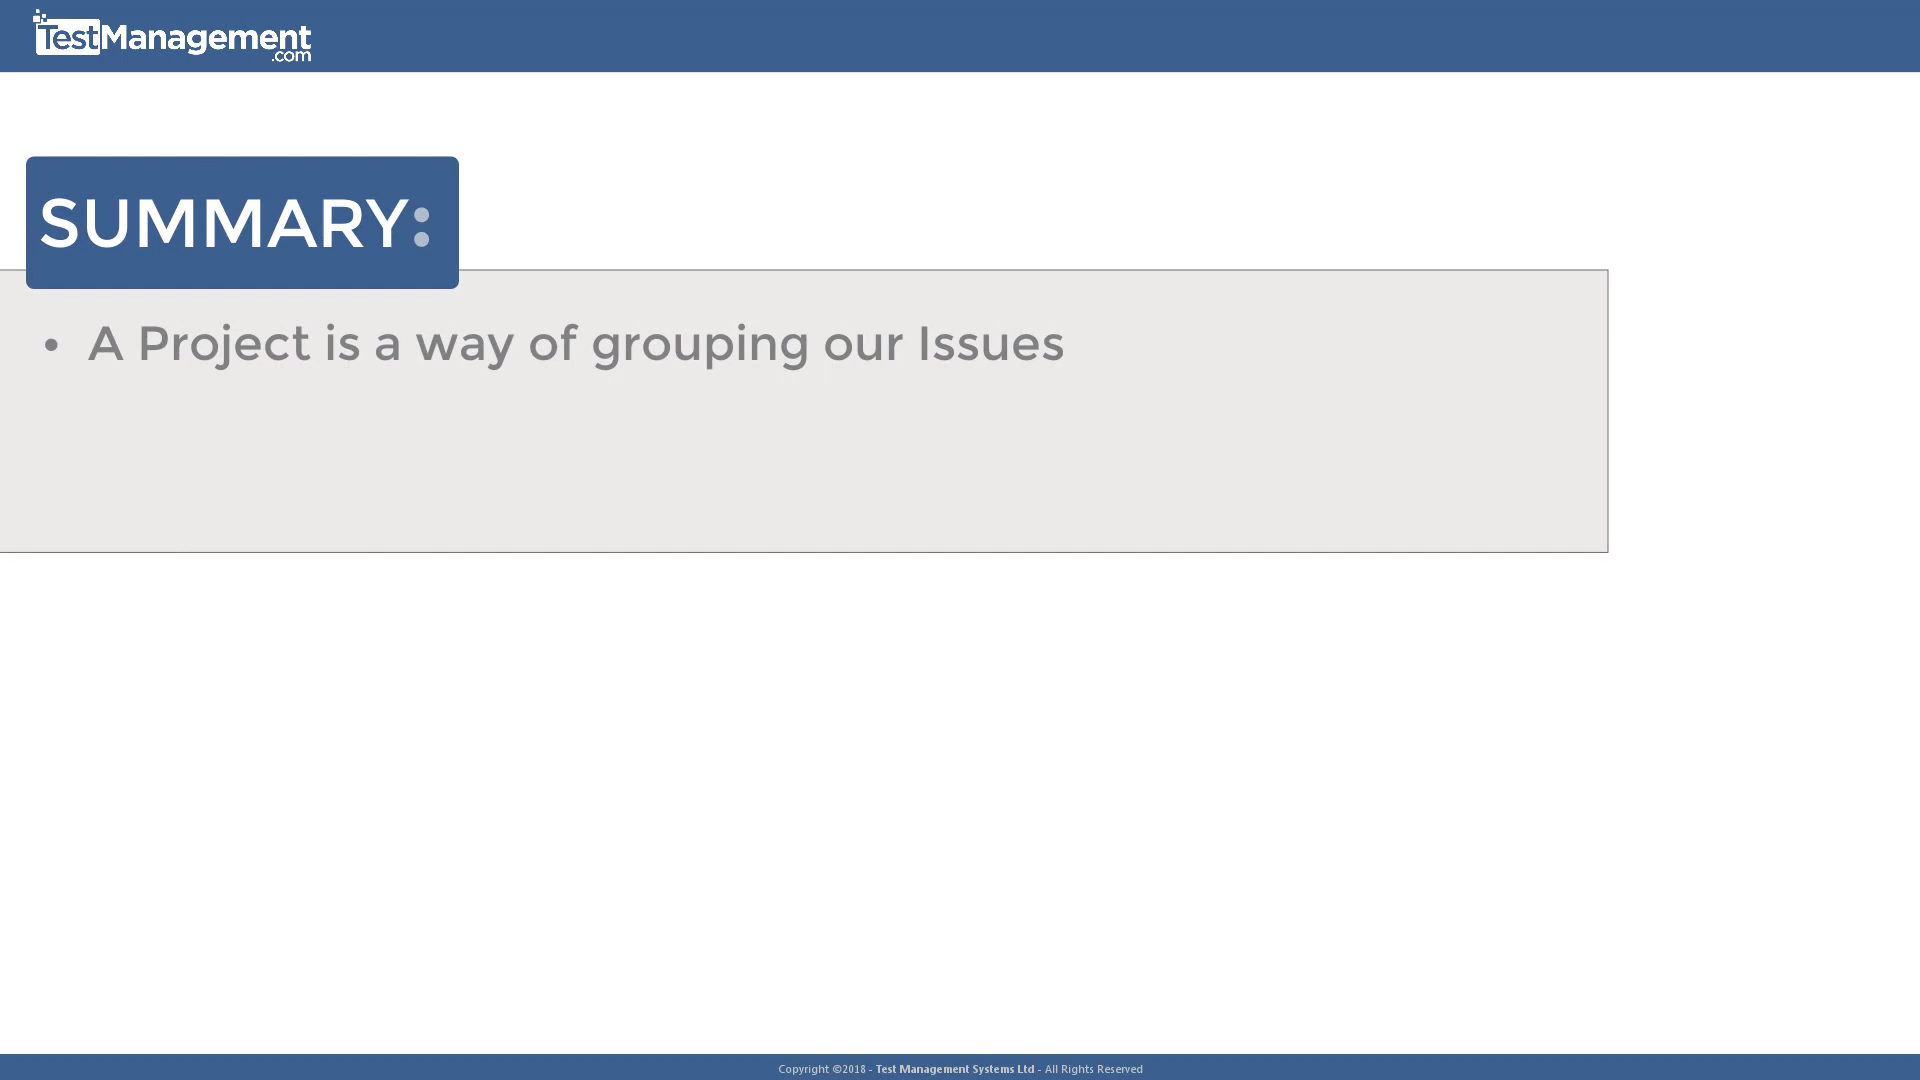 TestManagement
.com
SUMMARY:
• A Project is a way of grouping our Issues
Copyright ©2018 - Test Management Systems Ltd - All Rights Reserved